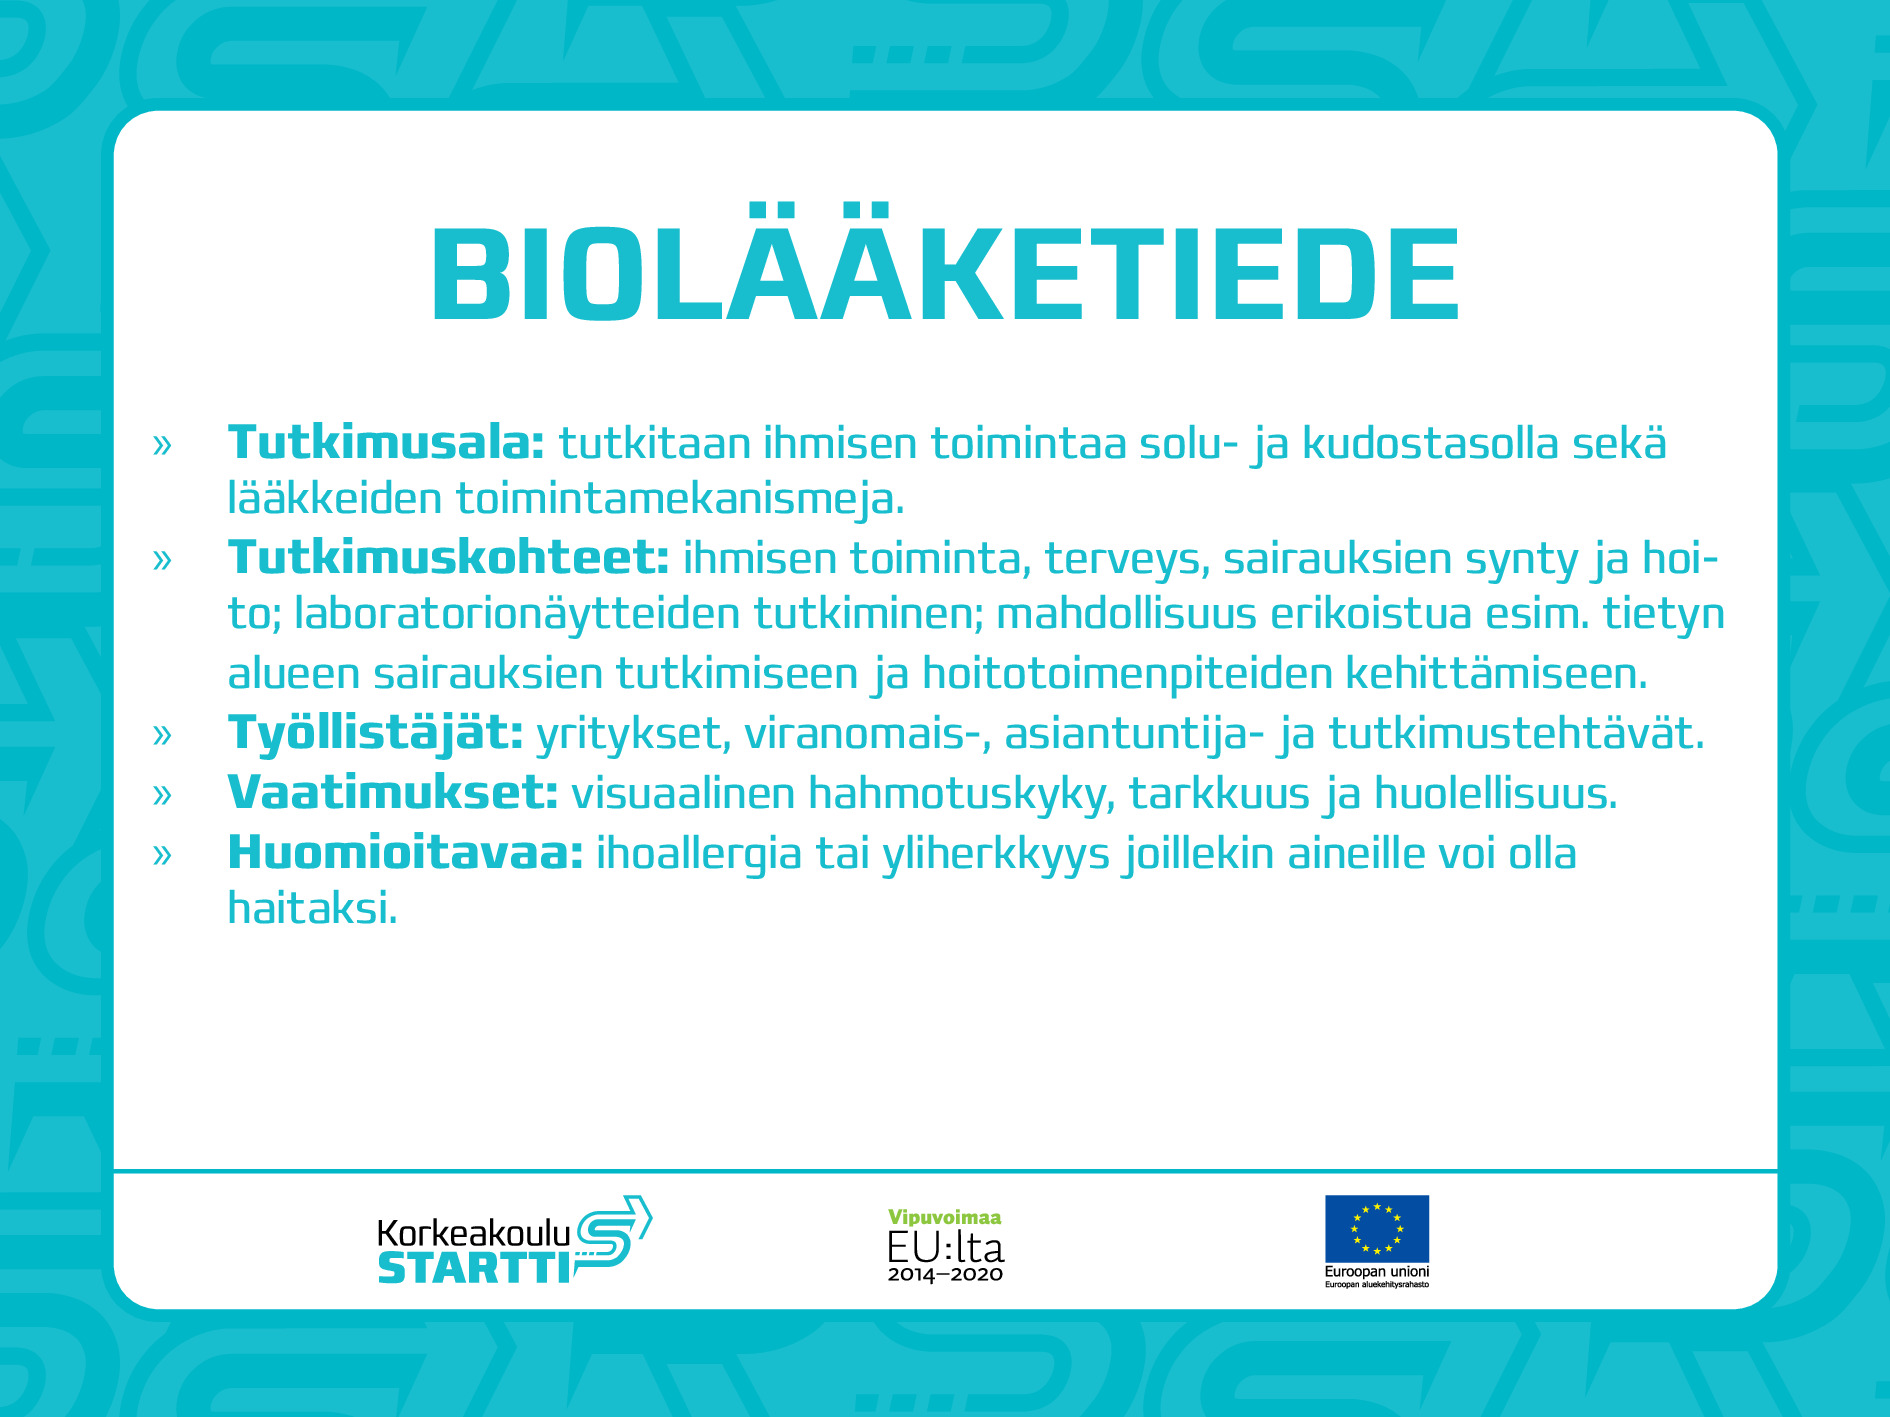 BIOLÄÄKETIEDE
» Tutkimusala: tutkitaan ihmisen toimintaa solu- ja kudostasolla sekä
lääkkeiden toimintamekanismeja.
» Tutkimuskohteet: ihmisen toiminta, terveys, sairauksien synty ja hoi-
to; laboratorionäytteiden tutkiminen; mahdollisuus erikoistua esim. tietyn
alueen sairauksien tutkimiseen ja hoitotoimenpiteiden kehittämiseen.
» Työllistäjät: yritykset, viranomais-, asiantuntija- ja tutkimustehtävät.
» Vaatimukset: visuaalinen hahmotuskyky, tarkkuus ja huolellisuus.
» Huomioitavaa: ihoallergia tai yliherkkyys joillekin aineille voi olla
haitaksi.
Korkeakoulu
STARTTI
Vipuvoimaa
EU:lta
2014–2020
Euroopan unioni
Euroopan aluekehitysrahasto